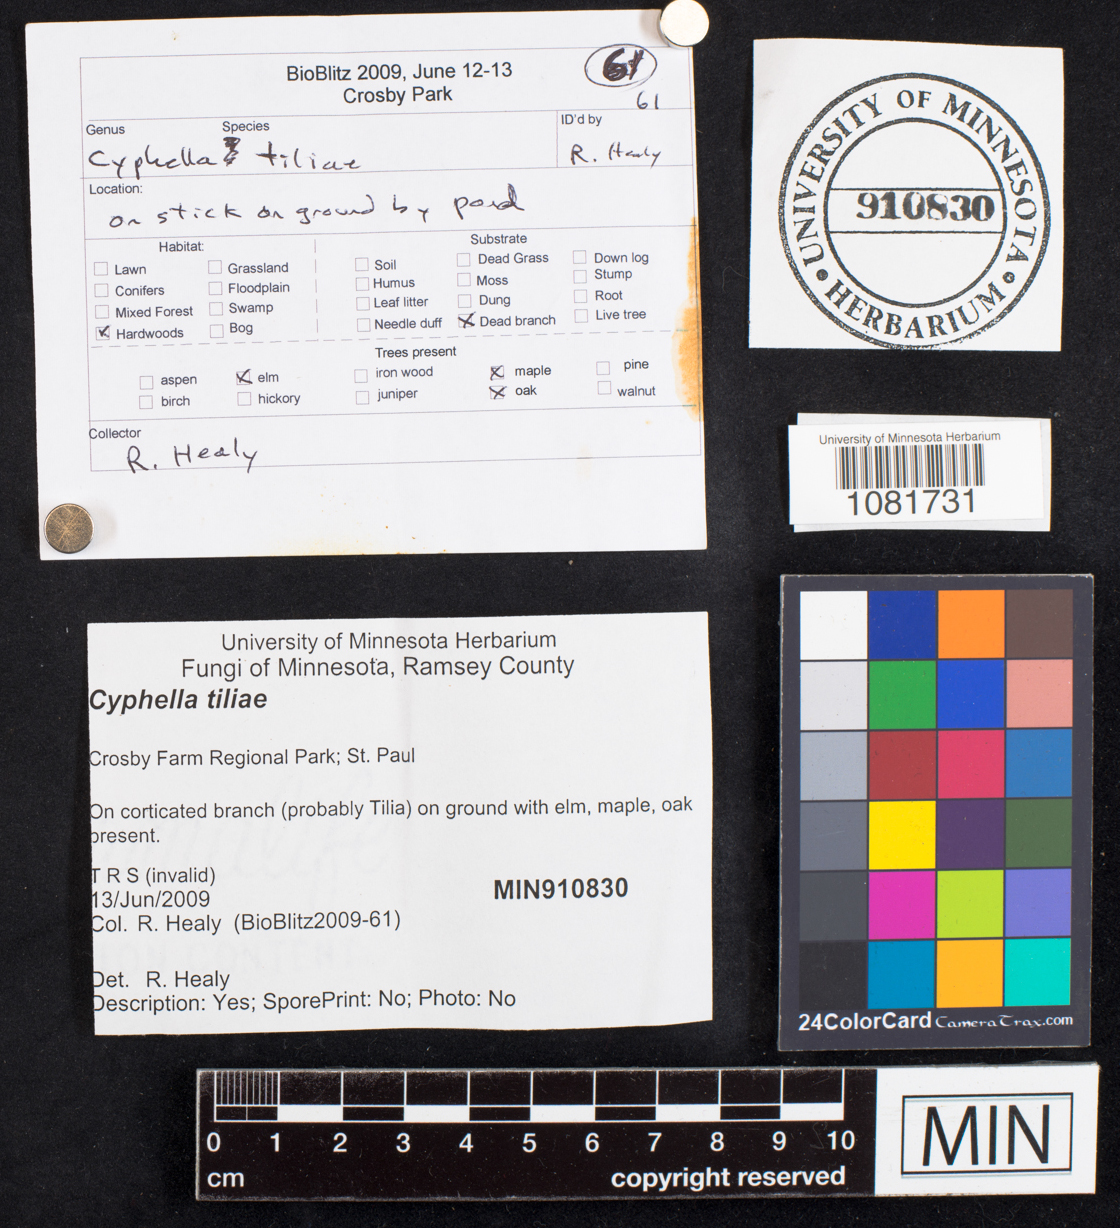 BioBlitz 2009, June 12-13
Crosby Park
61
61
Genus Species ID'd by
Cyphella tiliae R. Healy
Location:
on stick on ground by pond
Habitat: Substrate
Lawn Grassland Soil Dead Grass Down log
Conifers Floodplain Humus Moss Stump
Mixed Forest Swamp Leaf litter Dung Root
Hardwoods Bog Needle duff Dead branch Live tree
Trees present
aspen elm iron wood maple pine
birch hickory juniper oak walnut
Collector
R. Healy
UNIVERSITY OF MINNESOTA
910830
HERBARIUM
University of Minnesota Herbarium
1081731
University of Minnesota Herbarium
Fungi of Minnesota, Ramsey County
Cyphella tiliae
Crosby Farm Regional Park; St. Paul
On corticated branch (probably Tilia) on ground with elm, maple, oak
present.
T R S (invalid)
13/Jun/2009
MIN910830
Col. R. Healy (BioBlitz2009-61)
Det. R. Healy
Description: Yes; SporePrint: No; Photo: No
24ColorCard CameraTrax.com
0 1 2 3 4 5 6 7 8 9 10
cm copyright reserved
MIN